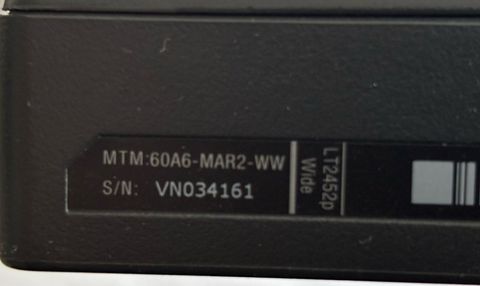 MTM:60A6-MAR2-WW
S/N: VN034161
LT2452p
Wide